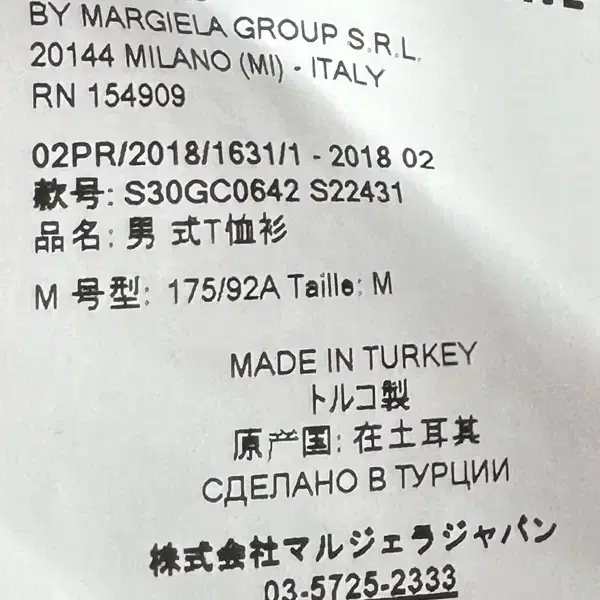 BY MARGIELA GROUP S.R.L.
20144 MILANO (MI) - ITALY
RN 154909
02PR/2018/1631/1 - 2018 02
款号: S30GC0642 S22431
品名: 男 式T恤衫
M 号型: 175/92A Taille: M
MADE IN TURKEY
トルコ製
原产国: 在土耳其
СДЕЛАНО В ТУРЦИИ
株式会社マルジェラジャパン
03-5725-2333